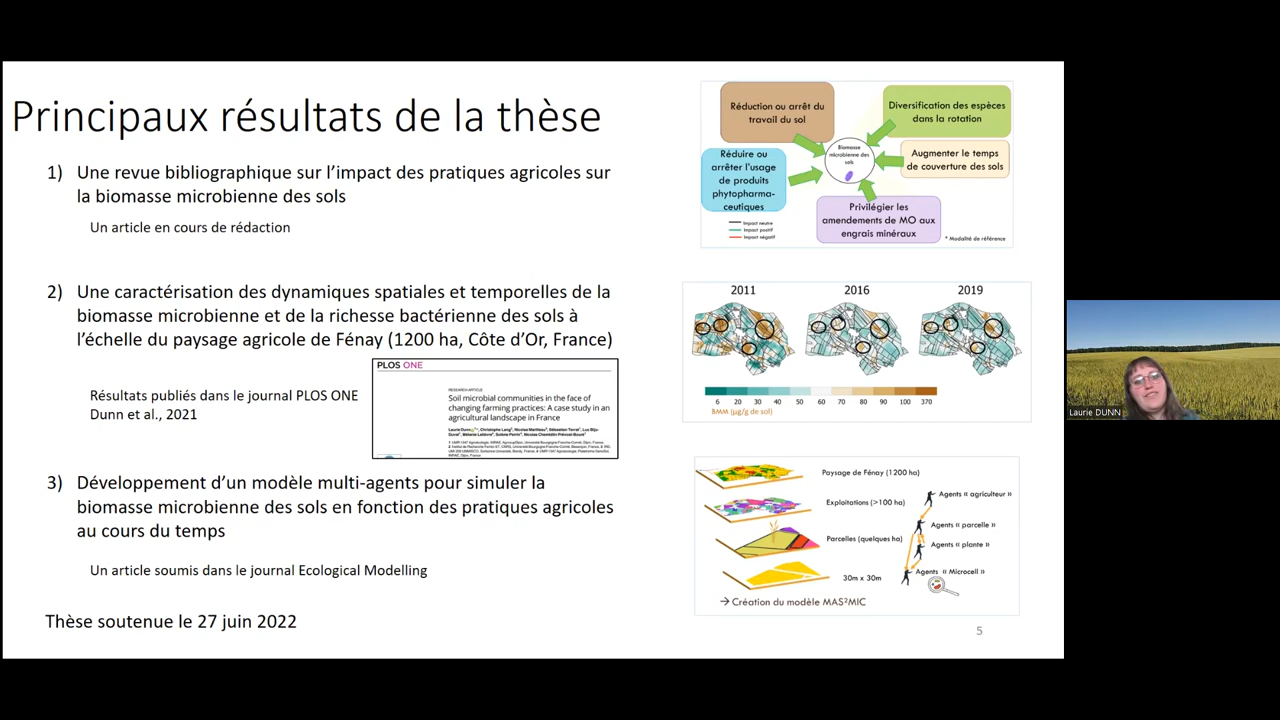 Principaux résultats de la thèse
1) Une revue bibliographique sur l'impact des pratiques agricoles sur
la biomasse microbienne des sols
Un article en cours de rédaction
2) Une caractérisation des dynamiques spatiales et temporelles de la
biomasse microbienne et de la richesse bactérienne des sols à
l'échelle du paysage agricole de Fénay (1200 ha, Côte d'Or, France)
Résultats publiés dans le journal PLOS ONE
Dunn et al., 2021
PLOS ONE
RESEARCH ARTICLE
Soil microbial communities in the face of
changing farming practices: A case study in an
agricultural landscape in France
3) Développement d'un modèle multi-agents pour simuler la
biomasse microbienne des sols en fonction des pratiques agricoles
au cours du temps
Un article soumis dans le journal Ecological Modelling
Thèse soutenue le 27 juin 2022
Réduction ou arrêt du
travail du sol
Diversification des espèces
dans la rotation
Biomasse
microbienne des
sols
Réduire ou
arrêter l'usage
de produits
phytopharma-
ceutiques
Augmenter le temps
de couverture des sols
Privilégier les
amendements de MO aux
engrais minéraux
Impact neutre
Impact positif
Impact négatif
* Modalité de référence
2011 2016 2019
6 20 30 40 50 60 70 80 90 100 370
BMM (µg/g de sol)
Paysage de Fénay (1200 ha)
Exploitations (>100 ha)
Agents « agriculteur »
Parcelles (quelques ha)
Agents « parcelle »
Agents « plante »
30m x 30m
Agents « Microcell »
→ Création du modèle MAS²MIC
5
Laurie DUNN